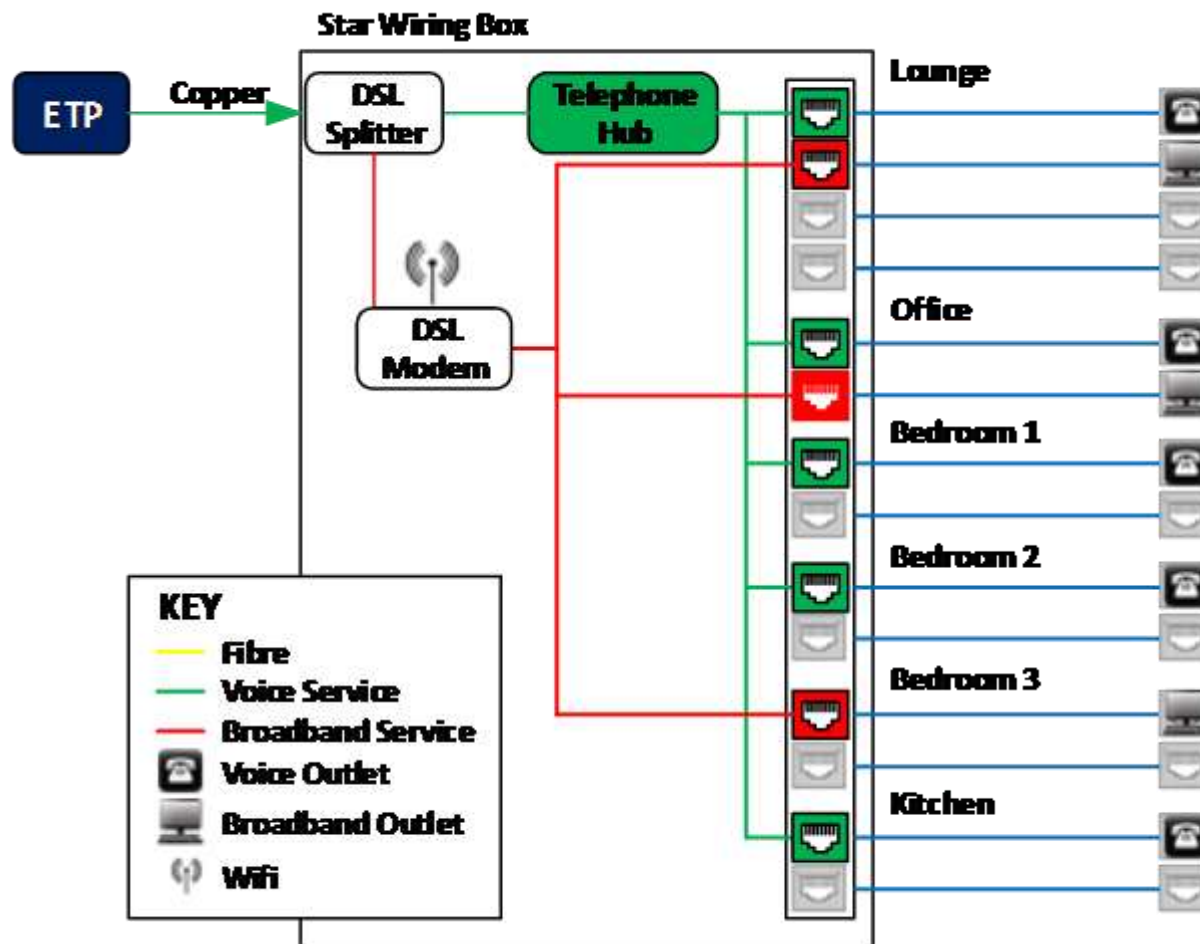 Star Wiring Box
ETP
Copper
DSL
Splitter
Telephone
Hub
DSL
Modem
Lounge
Office
Bedroom 1
Bedroom 2
Bedroom 3
Kitchen
KEY
Fibre
Voice Service
Broadband Service
Voice Outlet
Broadband Outlet
Wifi